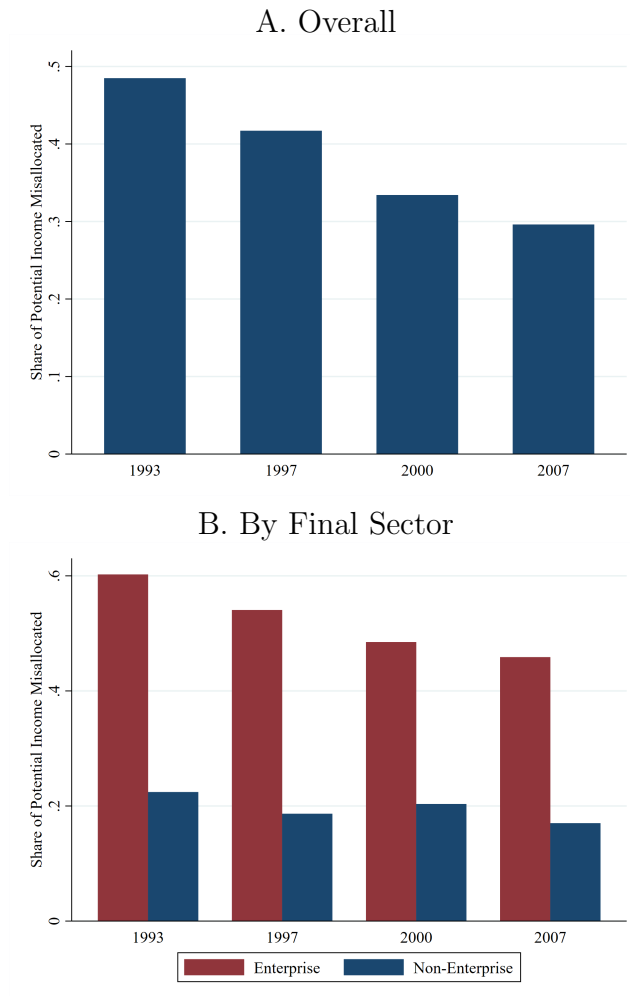 A. Overall
Share of Potential Income Misallocated
.5
.4
.3
.2
.1
0
1993 1997 2000 2007
B. By Final Sector
Share of Potential Income Misallocated
.6
.4
.2
0
1993 1997 2000 2007
Enterprise Non-Enterprise